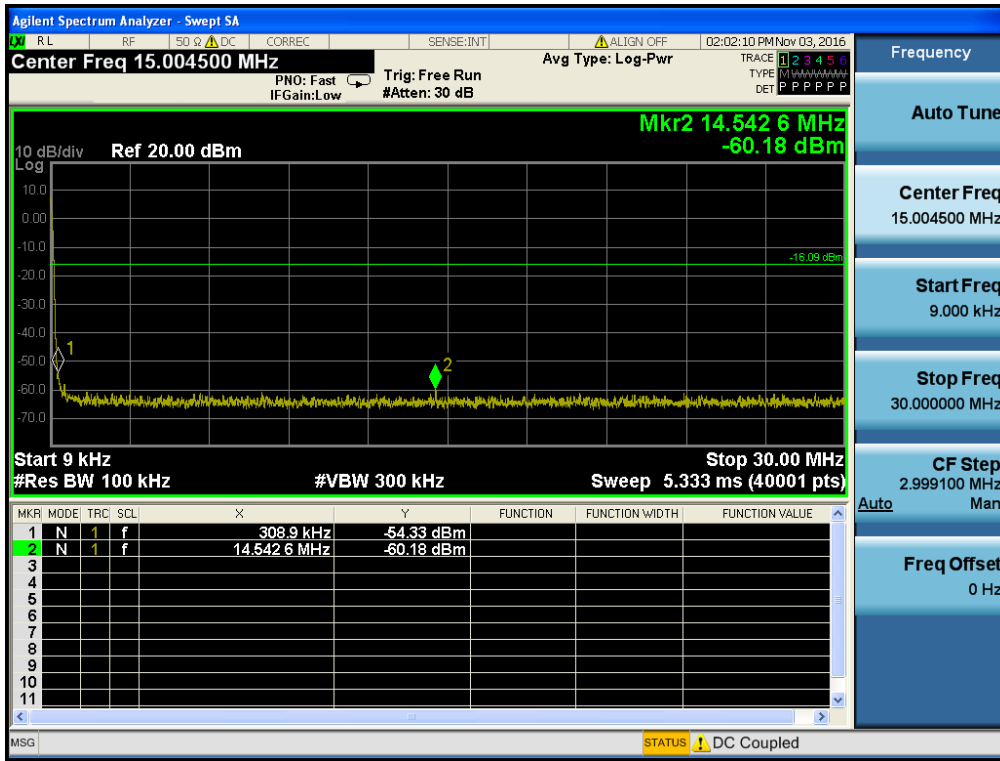 Agilent Spectrum Analyzer - Swept SA
LXI RL RF 50 Ω DC CORREC SENSE:INT ALIGN OFF 02:02:10 PM Nov 03, 2016
Center Freq 15.004500 MHz
PNO: Fast
IFGain:Low
Trig: Free Run
#Atten: 30 dB
Avg Type: Log-Pwr
TRACE 1 2 3 4 5 6
TYPE M
DET P P P P P P
Mkr2 14.542 6 MHz
-60.18 dBm
10 dB/div Ref 20.00 dBm
Log
10.0
0.00
-10.0
-16.09 dBm
-20.0
-30.0
-40.0
-50.0
-60.0
-70.0
1
2
Start 9 kHz Stop 30.00 MHz
#Res BW 100 kHz #VBW 300 kHz Sweep 5.333 ms (40001 pts)
MKR MODE TRC SCL X Y FUNCTION FUNCTION WIDTH FUNCTION VALUE
1 N 1 f 308.9 kHz -54.33 dBm
2 N 1 f 14.542 6 MHz -60.18 dBm
3
4
5
6
7
8
9
10
11
MSG STATUS DC Coupled
Frequency
Auto Tune
Center Freq
15.004500 MHz
Start Freq
9.000 kHz
Stop Freq
30.000000 MHz
CF Step
2.999100 MHz
Auto Man
Freq Offset
0 Hz